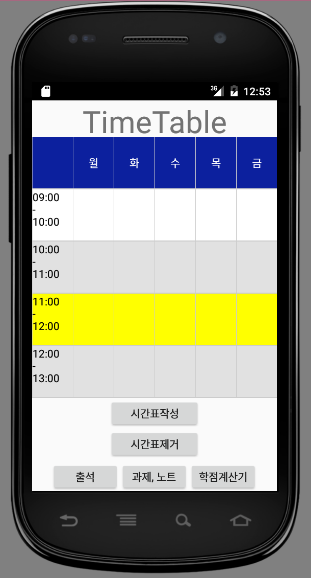 3G 12:53
TimeTable
월 화 수 목 금
09:00
-
10:00
10:00
-
11:00
11:00
-
12:00
12:00
-
13:00
시간표작성
시간표제거
출석 과제, 노트 학점계산기